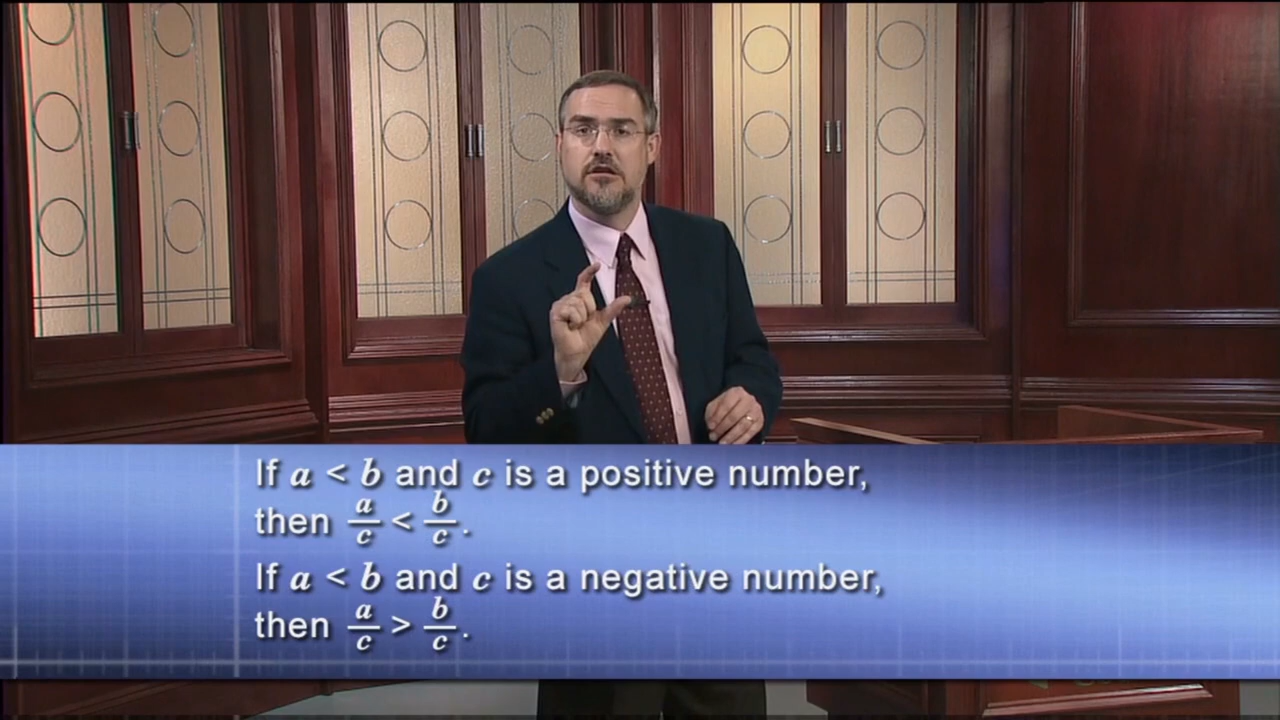 If a < b and c is a positive number,
then a/c < b/c.
If a < b and c is a negative number,
then a/c > b/c.